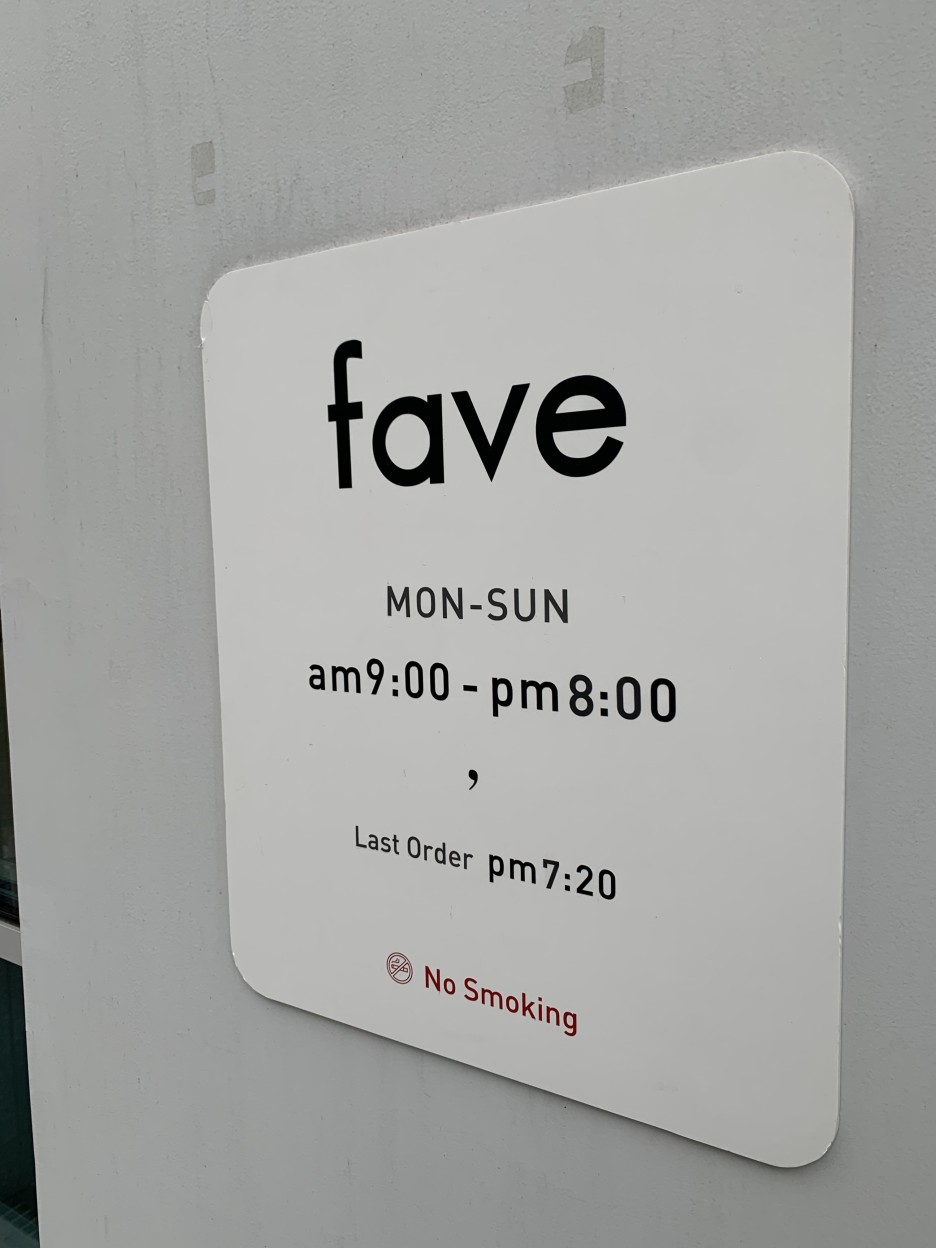 fave
MON-SUN
am9:00 - pm8:00
,
Last Order pm7:20
No Smoking